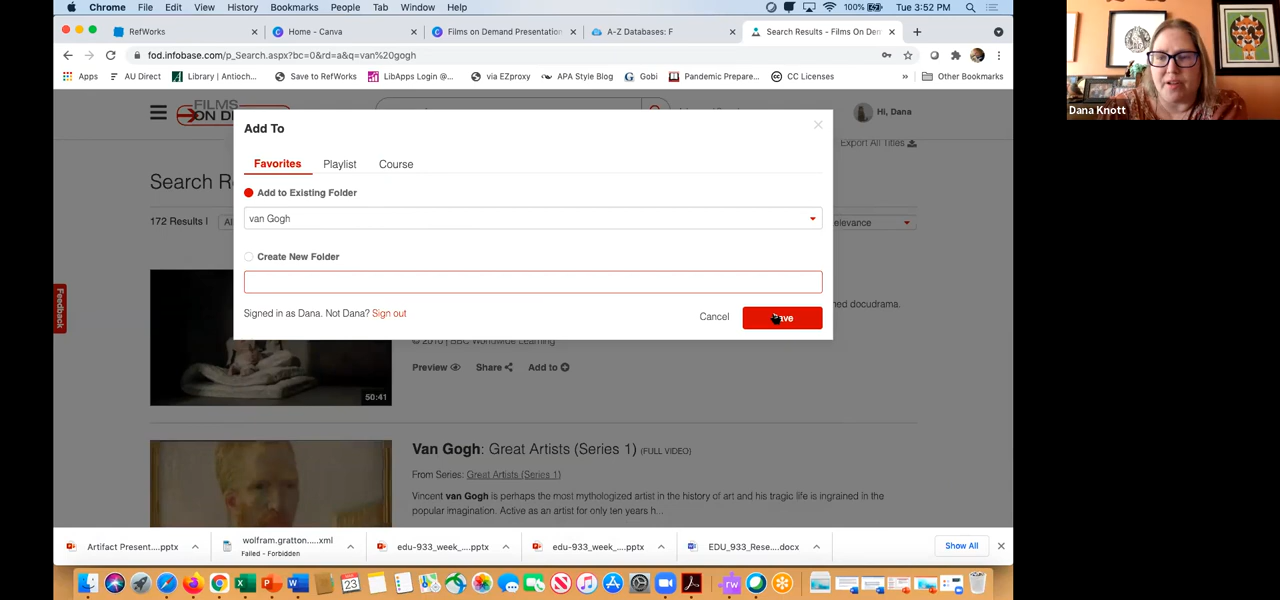 Chrome File Edit View History Bookmarks People Tab Window Help 100% Tue 3:52 PM
RefWorks Home - Canva Films on Demand Presentation A-Z Databases: F Search Results - Films On Dem
fod.infobase.com/p_Search.aspx?bc=0&rd=a&q=van%20gogh
Apps AU Direct Library | Antioch... Save to RefWorks LibApps Login @... via EZproxy APA Style Blog Gobi Pandemic Prepare... CC Licenses » Other Bookmarks
Dana Knott
FILMS
ON D
Hi, Dana
Add To
Export All Titles
Favorites Playlist Course
Search R
Add to Existing Folder
172 Results | Al
van Gogh
elevance
Create New Folder
ned docudrama.
Feedback
Signed in as Dana. Not Dana? Sign out
Cancel
ave
© 2010 | BBC Worldwide Learning
Preview Share Add to
50:41
Van Gogh: Great Artists (Series 1) (FULL VIDEO)
From Series: Great Artists (Series 1)
Vincent van Gogh is perhaps the most mythologized artist in the history of art and his tragic life is ingrained in the
popular imagination. Active as an artist for only ten years h...
Artifact Present....pptx
wolfram.gratton.....xml
Failed - Forbidden
edu-933_week_....pptx
edu-933_week_....pptx
EDU_933_Rese....docx
Show All
23
rw